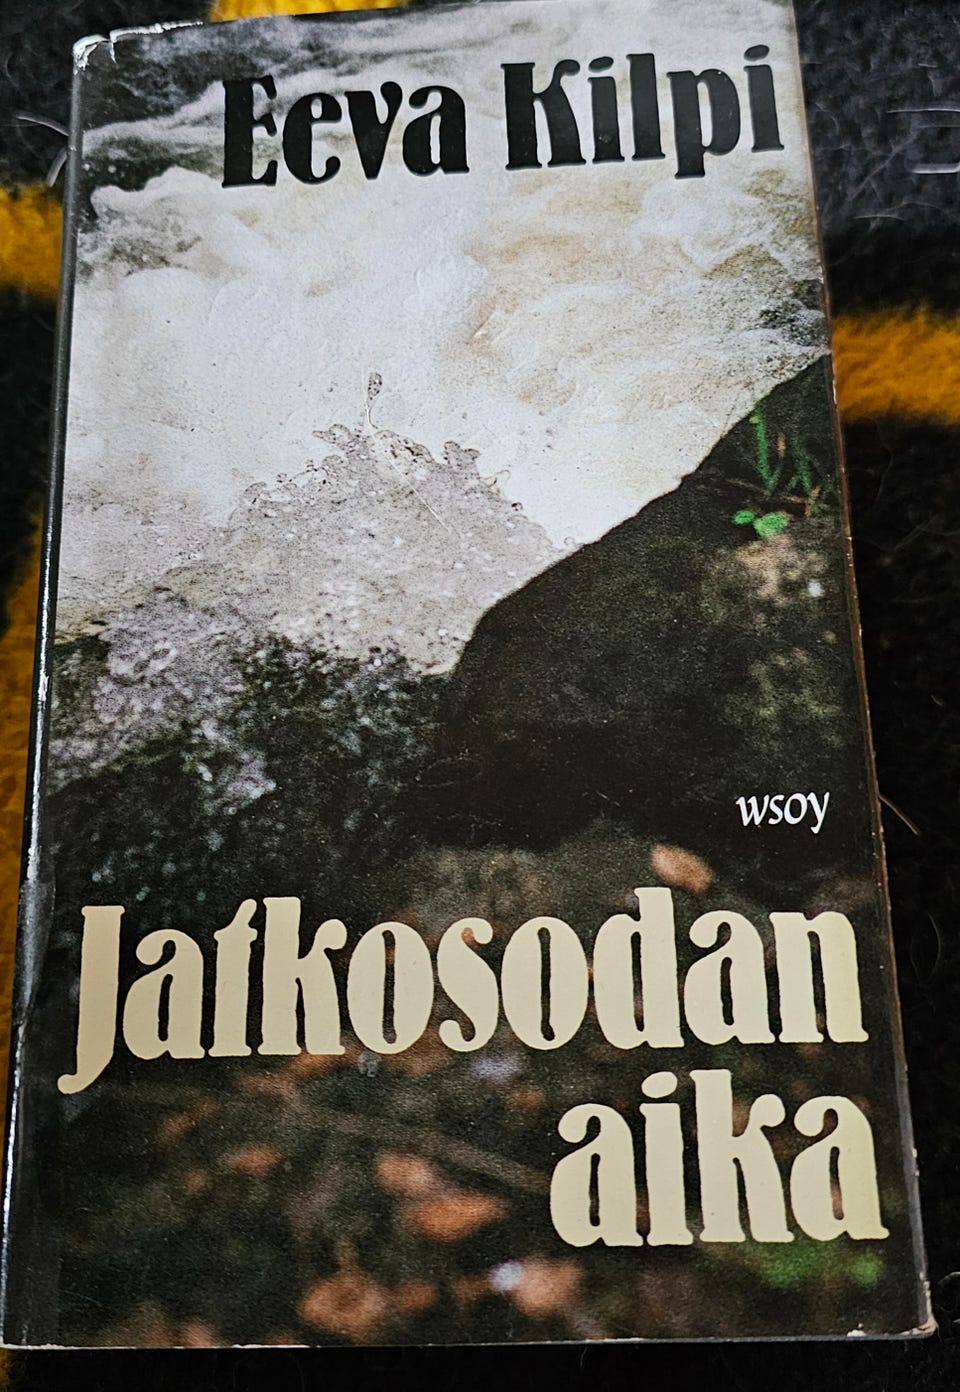 Eeva Kilpi
wsoy
Jatkosodan
aika